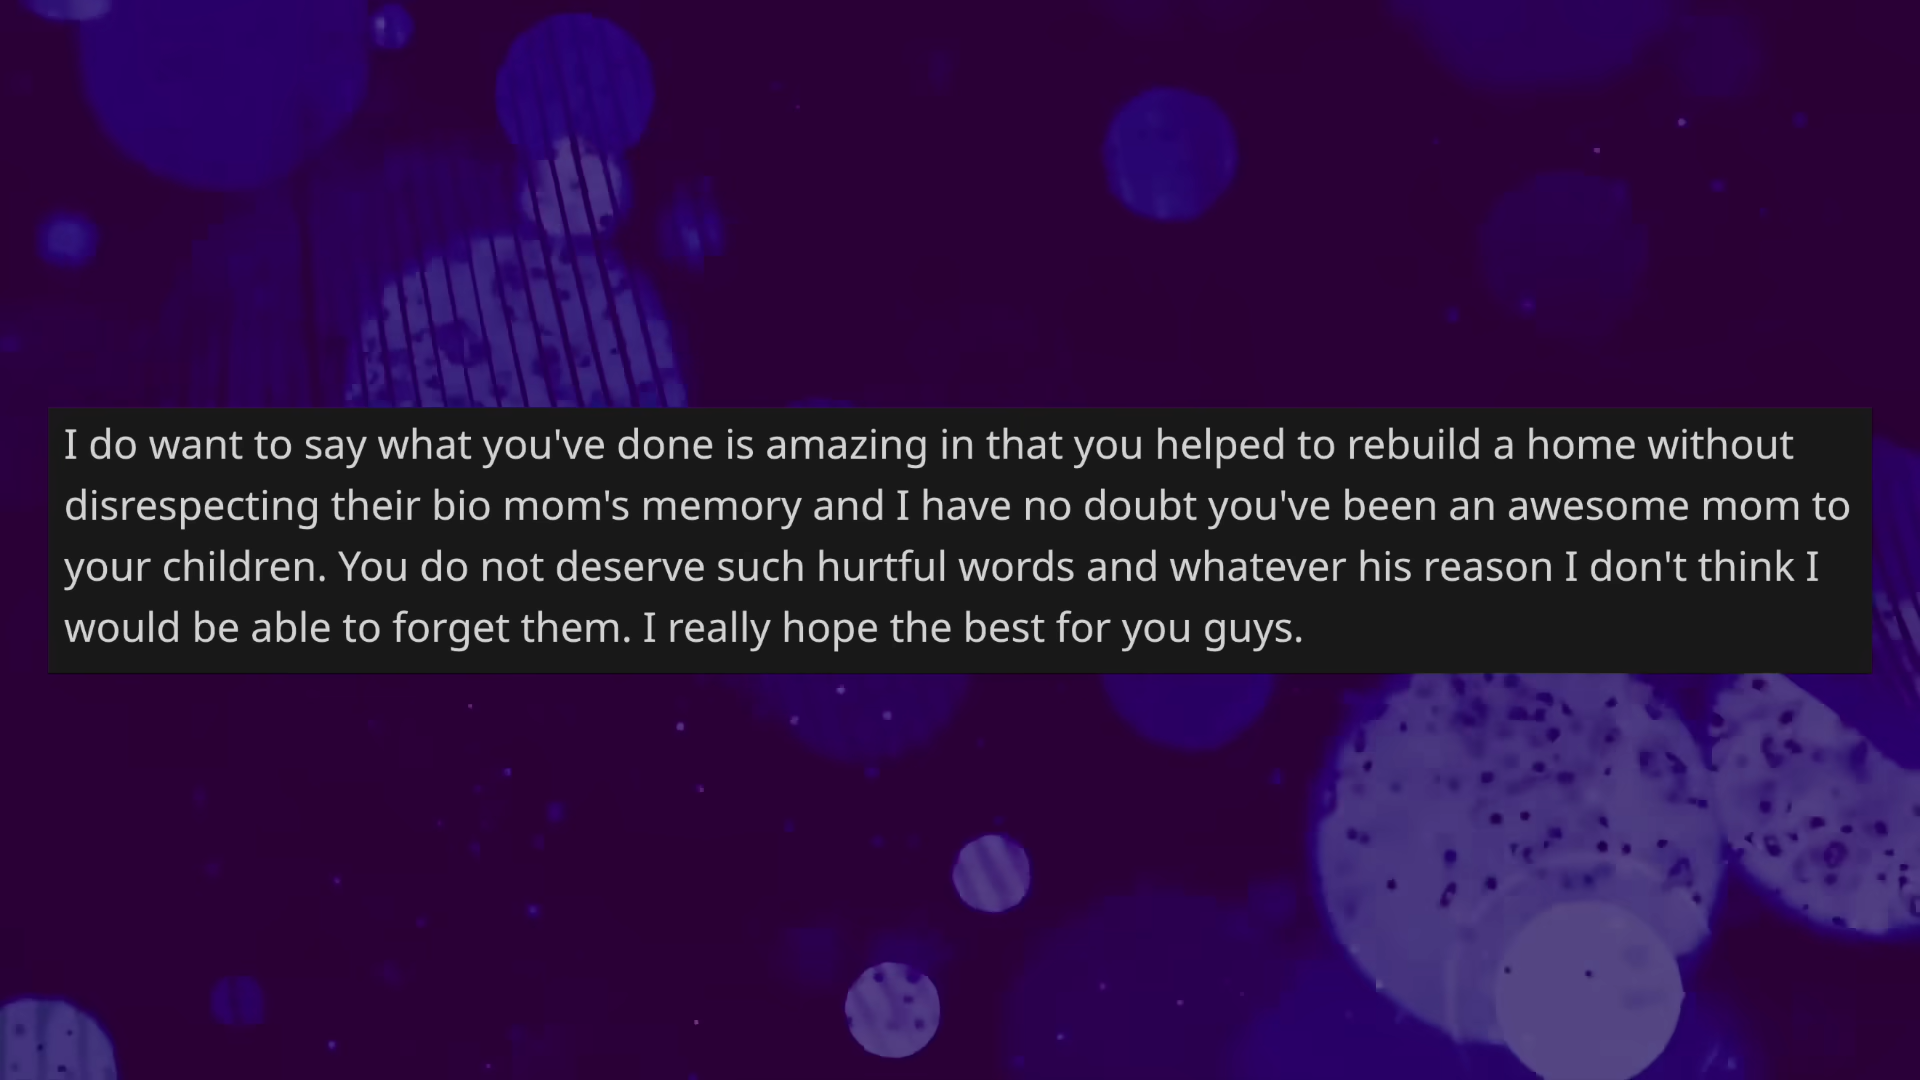 I do want to say what you've done is amazing in that you helped to rebuild a home without
disrespecting their bio mom's memory and I have no doubt you've been an awesome mom to
your children. You do not deserve such hurtful words and whatever his reason I don't think I
would be able to forget them. I really hope the best for you guys.